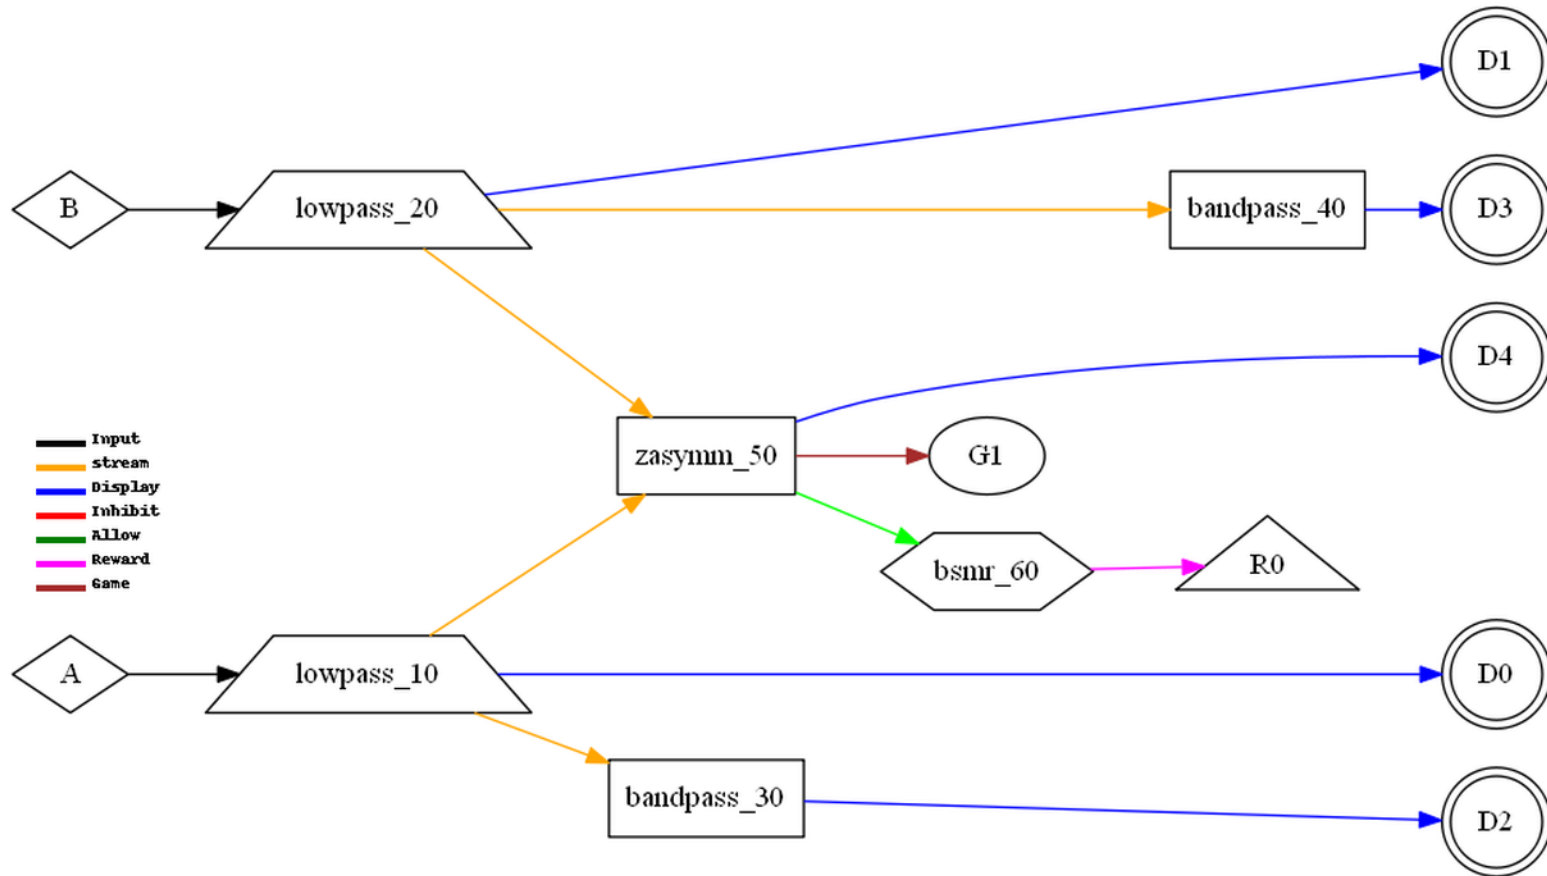 D1
B
lowpass_20
bandpass_40
D3
D4
zasymm_50
G1
Input
stream
Display
Inhibit
Allow
Reward
Game
bsmr_60
R0
A
lowpass_10
D0
bandpass_30
D2